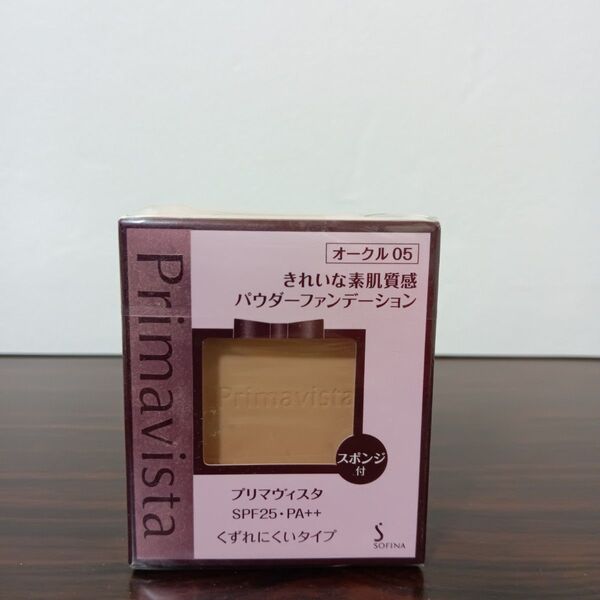 Primavista
オークル 05
きれいな素肌質感
パウダーファンデーション
Primavista
スポンジ
付
プリマヴィスタ
SPF25・PA++
くずれにくいタイプ
SOFINA